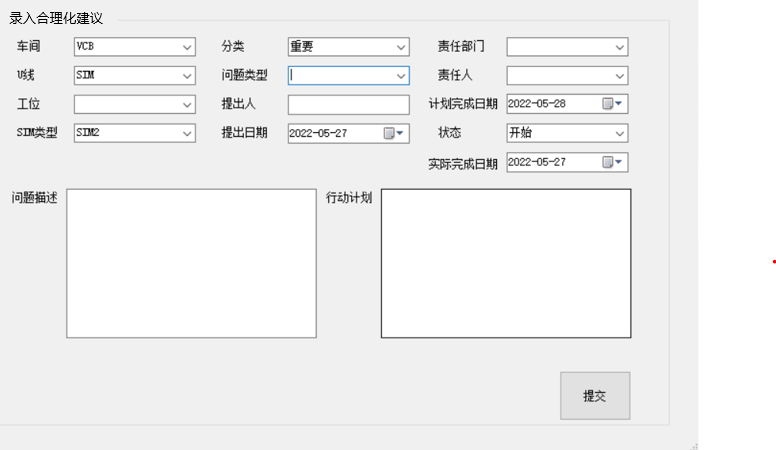 录入合理化建议
车间 VCB 分类 重要 责任部门
U线 SIM 问题类型 责任人
工位 提出人 计划完成日期 2022-05-28
SIM类型 SIM2 提出日期 2022-05-27 状态 开始
实际完成日期 2022-05-27
问题描述 行动计划
提交